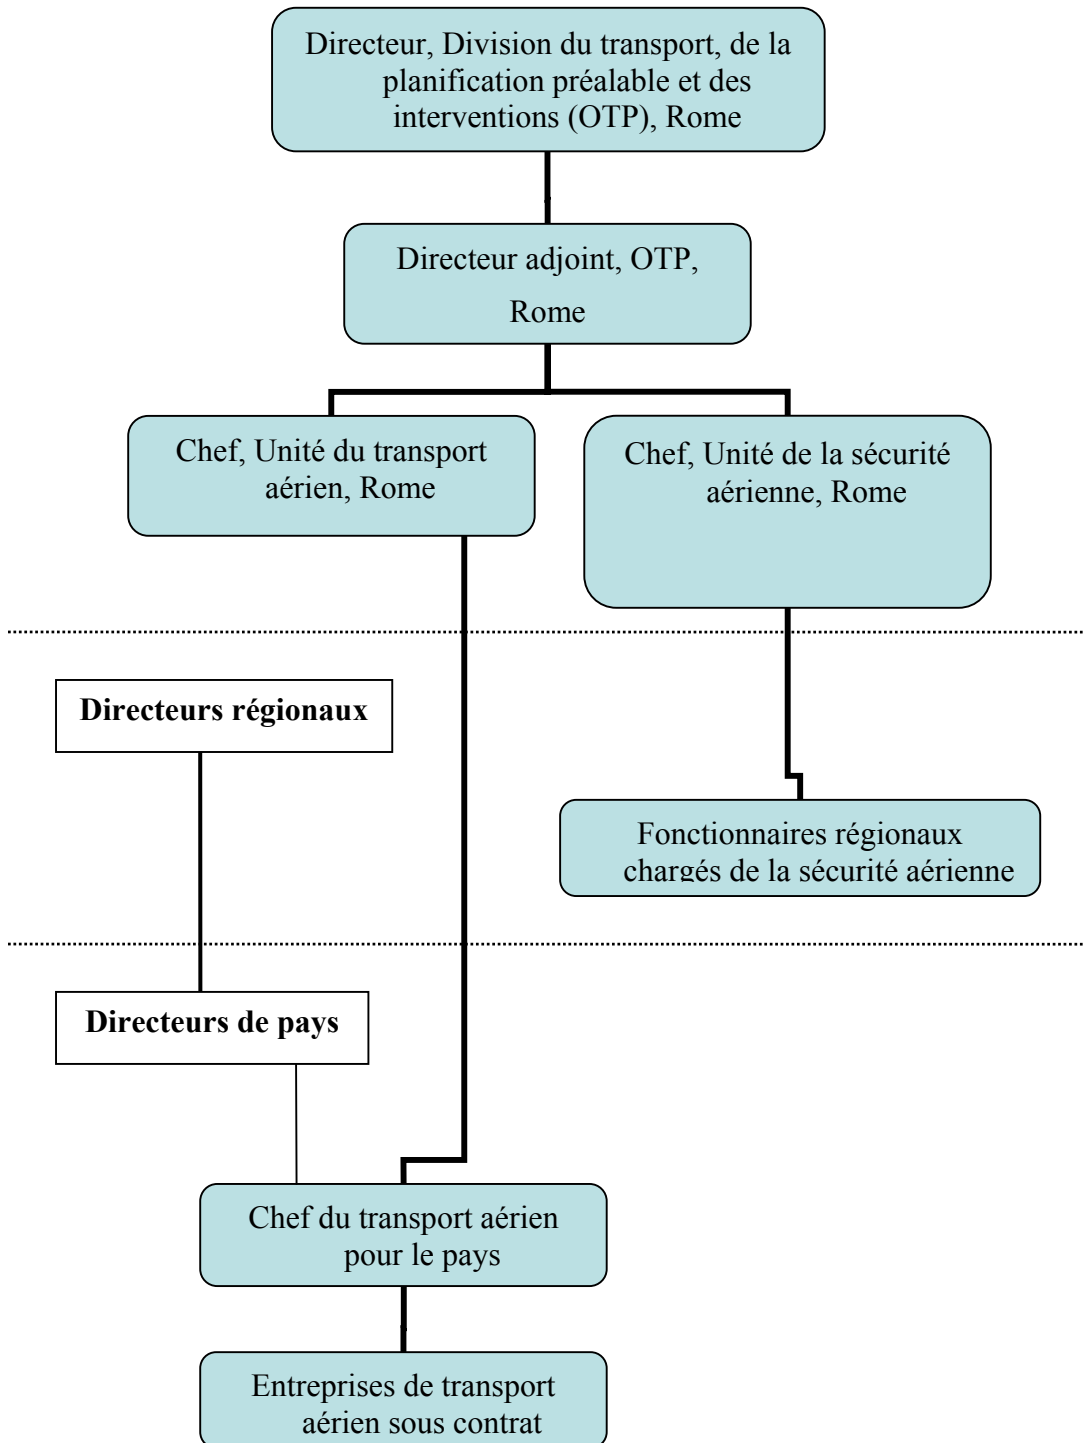 Directeur, Division du transport, de la
planification préalable et des
interventions (OTP), Rome
Directeur adjoint, OTP,
Rome
Chef, Unité du transport
aérien, Rome
Chef, Unité de la sécurité
aérienne, Rome
Directeurs régionaux
Fonctionnaires régionaux
chargés de la sécurité aérienne
Directeurs de pays
Chef du transport aérien
pour le pays
Entreprises de transport
aérien sous contrat